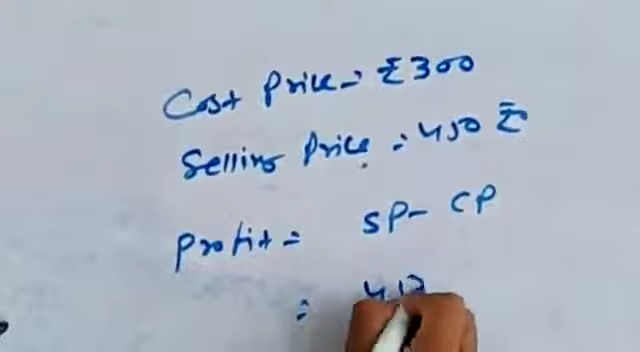 Cost Price = ₹300
Selling Price = 450 ₹
Profit = SP - CP
=